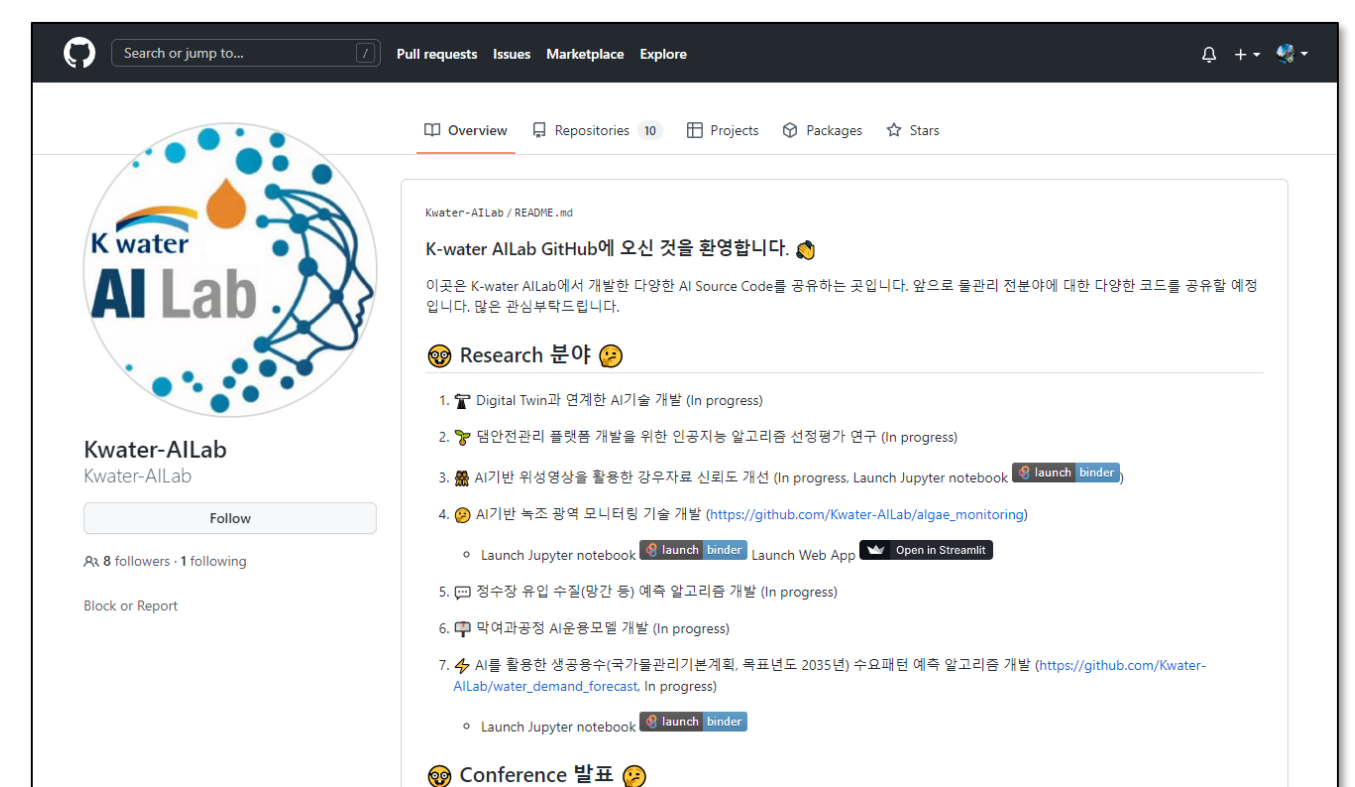 Search or jump to... /
Pull requests Issues Marketplace Explore
Overview Repositories 10 Projects Packages Stars
K water
AI Lab
Kwater-AILab
Kwater-AILab
Follow
8 followers · 1 following
Block or Report
Kwater-AILab / README.md
K-water AILab GitHub에 오신 것을 환영합니다. 👏
이곳은 K-water AILab에서 개발한 다양한 AI Source Code를 공유하는 곳입니다. 앞으로 물관리 전분야에 대한 다양한 코드를 공유할 예정
입니다. 많은 관심부탁드립니다.
🤓 Research 분야 🤔
1. Digital Twin과 연계한 AI기술 개발 (In progress)
2. 🌱 댐안전관리 플랫폼 개발을 위한 인공지능 알고리즘 선정평가 연구 (In progress)
3. AI기반 위성영상을 활용한 강우자료 신뢰도 개선 (In progress, Launch Jupyter notebook launch binder)
4. 🤔 AI기반 녹조 광역 모니터링 기술 개발 (https://github.com/Kwater-AILab/algae_monitoring)
Launch Jupyter notebook launch binder Launch Web App Open in Streamlit
5. 💬 정수장 유입 수질(망간 등) 예측 알고리즘 개발 (In progress)
6. 막여과공정 AI운용모델 개발 (In progress)
7. ⚡ AI를 활용한 생공용수(국가물관리기본계획, 목표년도 2035년) 수요패턴 예측 알고리즘 개발 (https://github.com/Kwater-
AILab/water_demand_forecast, In progress)
Launch Jupyter notebook launch binder
🤓 Conference 발표 🤔